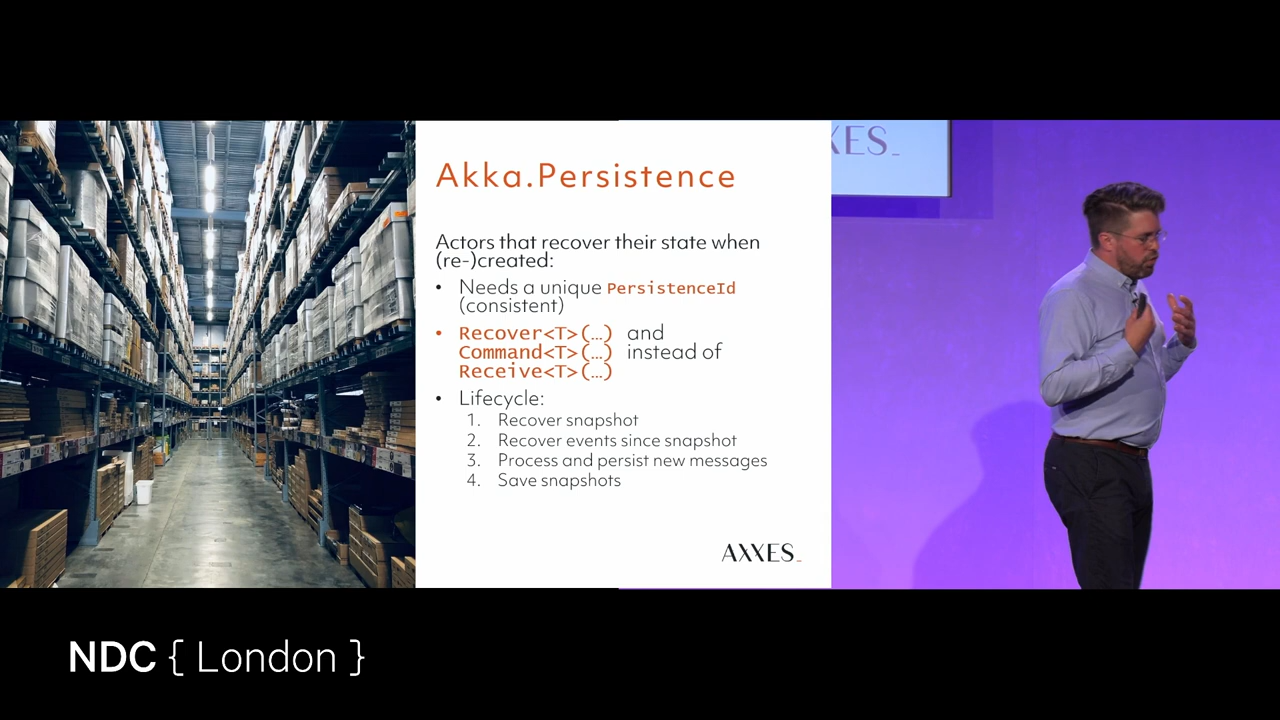 Akka.Persistence
Actors that recover their state when
(re-)created:
• Needs a unique PersistenceId
(consistent)
• Recover<T>(…) and
Command<T>(…) instead of
Receive<T>(…)
• Lifecycle:
1. Recover snapshot
2. Recover events since snapshot
3. Process and persist new messages
4. Save snapshots
AXXES_
XES_
NDC { London }